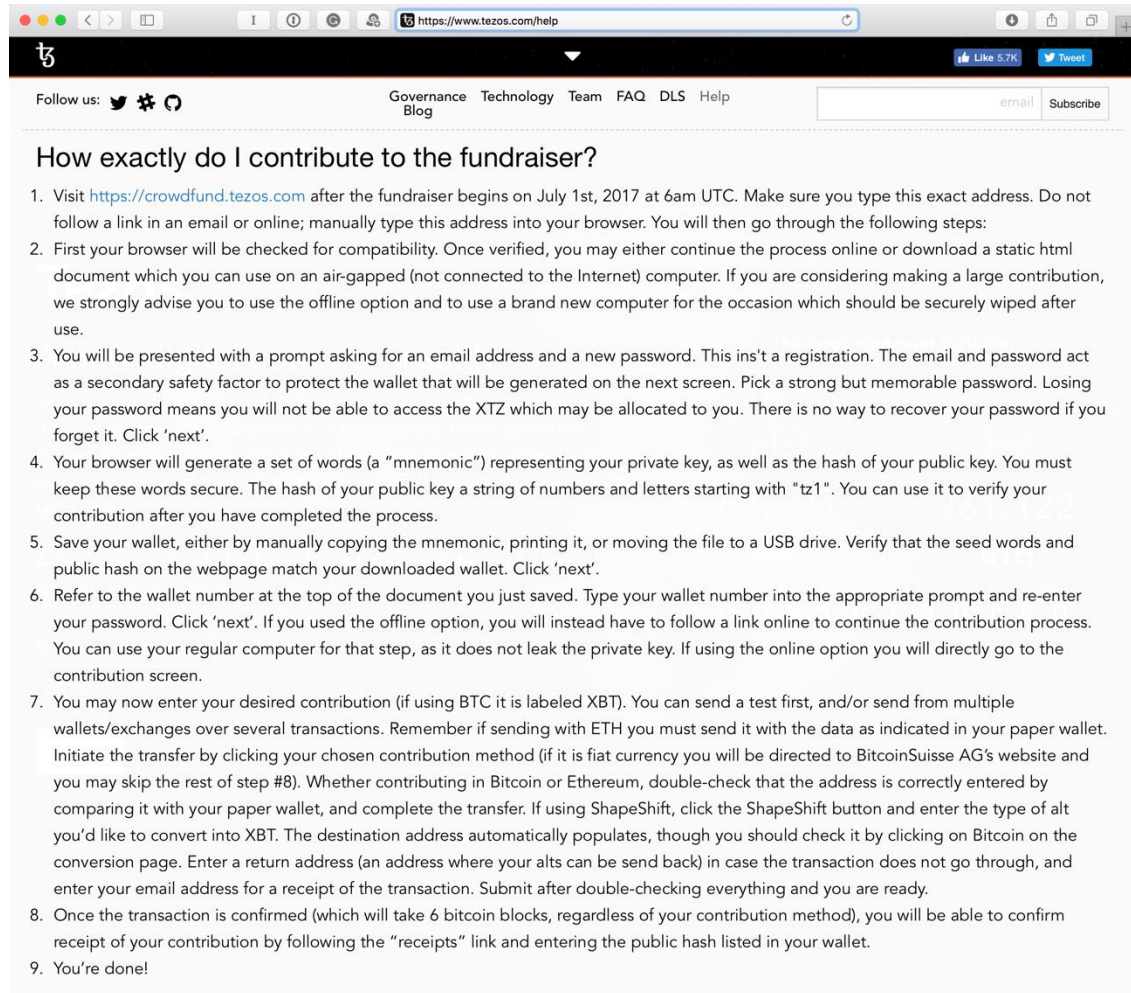 https://www.tezos.com/help
Like 5.7K
Tweet
Follow us:
Governance Technology Team FAQ DLS Help
Blog
email
Subscribe
How exactly do I contribute to the fundraiser?
1. Visit https://crowdfund.tezos.com after the fundraiser begins on July 1st, 2017 at 6am UTC. Make sure you type this exact address. Do not
follow a link in an email or online; manually type this address into your browser. You will then go through the following steps:
2. First your browser will be checked for compatibility. Once verified, you may either continue the process online or download a static html
document which you can use on an air-gapped (not connected to the Internet) computer. If you are considering making a large contribution,
we strongly advise you to use the offline option and to use a brand new computer for the occasion which should be securely wiped after
use.
3. You will be presented with a prompt asking for an email address and a new password. This ins't a registration. The email and password act
as a secondary safety factor to protect the wallet that will be generated on the next screen. Pick a strong but memorable password. Losing
your password means you will not be able to access the XTZ which may be allocated to you. There is no way to recover your password if you
forget it. Click ‘next’.
4. Your browser will generate a set of words (a “mnemonic”) representing your private key, as well as the hash of your public key. You must
keep these words secure. The hash of your public key a string of numbers and letters starting with "tz1". You can use it to verify your
contribution after you have completed the process.
5. Save your wallet, either by manually copying the mnemonic, printing it, or moving the file to a USB drive. Verify that the seed words and
public hash on the webpage match your downloaded wallet. Click ‘next’.
6. Refer to the wallet number at the top of the document you just saved. Type your wallet number into the appropriate prompt and re-enter
your password. Click ‘next’. If you used the offline option, you will instead have to follow a link online to continue the contribution process.
You can use your regular computer for that step, as it does not leak the private key. If using the online option you will directly go to the
contribution screen.
7. You may now enter your desired contribution (if using BTC it is labeled XBT). You can send a test first, and/or send from multiple
wallets/exchanges over several transactions. Remember if sending with ETH you must send it with the data as indicated in your paper wallet.
Initiate the transfer by clicking your chosen contribution method (if it is fiat currency you will be directed to BitcoinSuisse AG’s website and
you may skip the rest of step #8). Whether contributing in Bitcoin or Ethereum, double-check that the address is correctly entered by
comparing it with your paper wallet, and complete the transfer. If using ShapeShift, click the ShapeShift button and enter the type of alt
you’d like to convert into XBT. The destination address automatically populates, though you should check it by clicking on Bitcoin on the
conversion page. Enter a return address (an address where your alts can be send back) in case the transaction does not go through, and
enter your email address for a receipt of the transaction. Submit after double-checking everything and you are ready.
8. Once the transaction is confirmed (which will take 6 bitcoin blocks, regardless of your contribution method), you will be able to confirm
receipt of your contribution by following the “receipts” link and entering the public hash listed in your wallet.
9. You’re done!